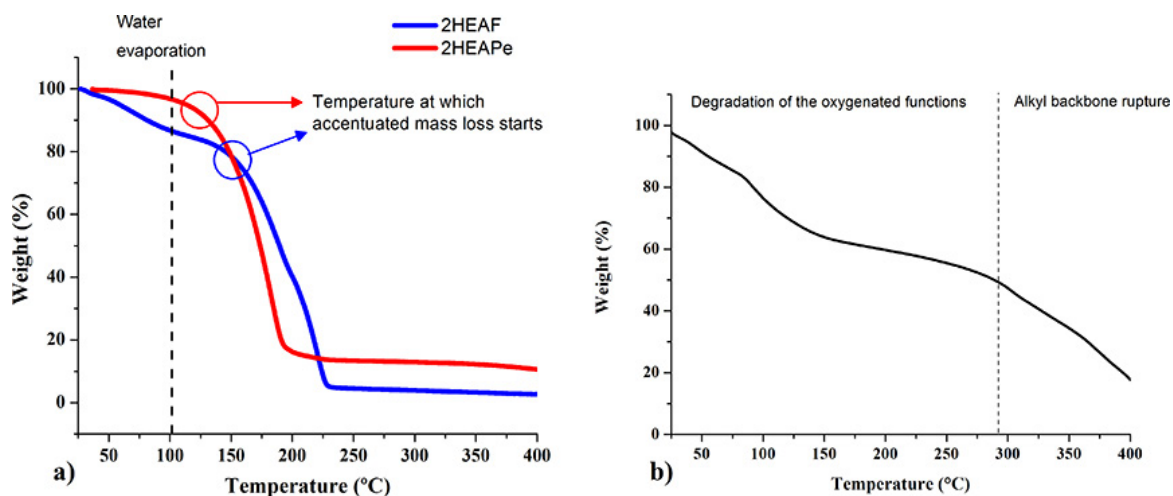 Water
evaporation
2HEAF
2HEAPe
Temperature at which
accentuated mass loss starts
Weight (%)
100
80
60
40
20
0
50 100 150 200 250 300 350 400
Temperature (°C)
a)
Degradation of the oxygenated functions
Alkyl backbone rupture
Weight (%)
100
80
60
40
20
0
50 100 150 200 250 300 350 400
Temperature (°C)
b)